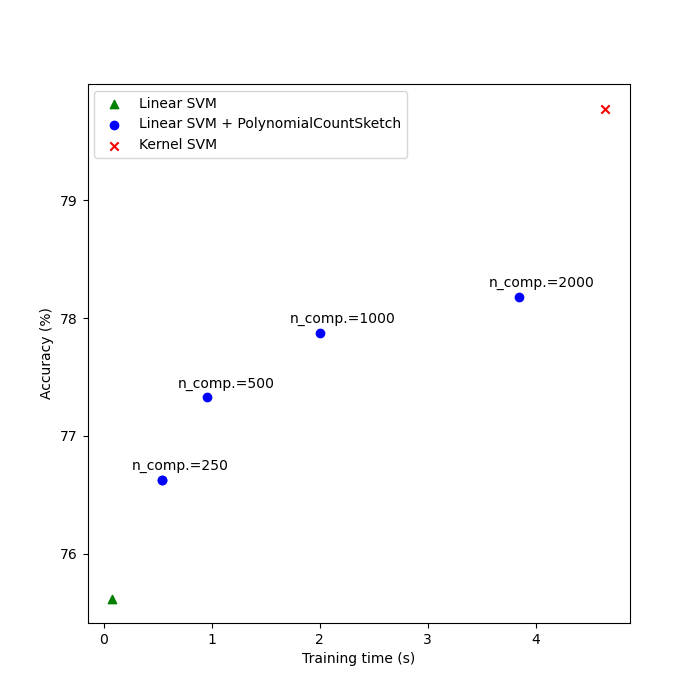 Linear SVM
Linear SVM + PolynomialCountSketch
Kernel SVM
79
n_comp.=2000
78
n_comp.=1000
n_comp.=500
77
n_comp.=250
76
Accuracy (%)
0 1 2 3 4
Training time (s)